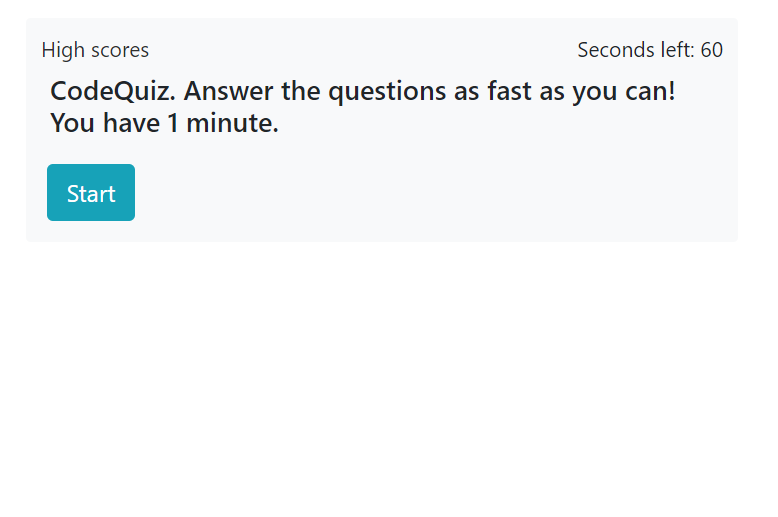 High scores
Seconds left: 60
CodeQuiz. Answer the questions as fast as you can!
You have 1 minute.
Start